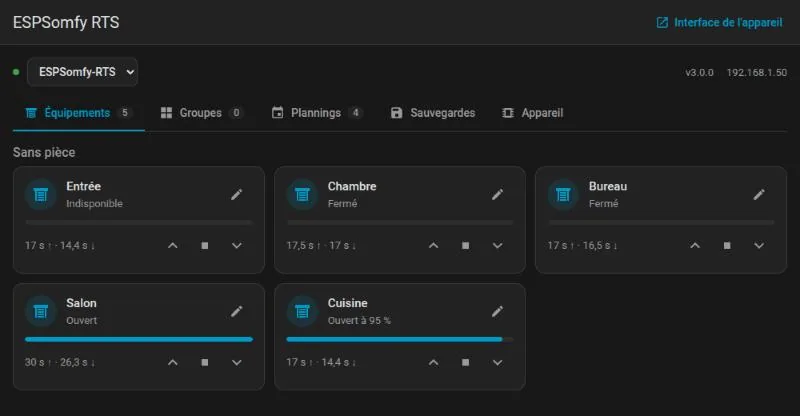 ESPSomfy RTS
Interface de l'appareil
ESPSomfy-RTS
v3.0.0 192.168.1.50
Équipements 5 Groupes 0 Plannings 4 Sauvegardes Appareil
Sans pièce
Entrée
Indisponible
17 s ↑ · 14,4 s ↓
Chambre
Fermé
17,5 s ↑ · 17 s ↓
Bureau
Fermé
17 s ↑ · 16,5 s ↓
Salon
Ouvert
30 s ↑ · 26,3 s ↓
Cuisine
Ouvert à 95 %
17 s ↑ · 14,4 s ↓